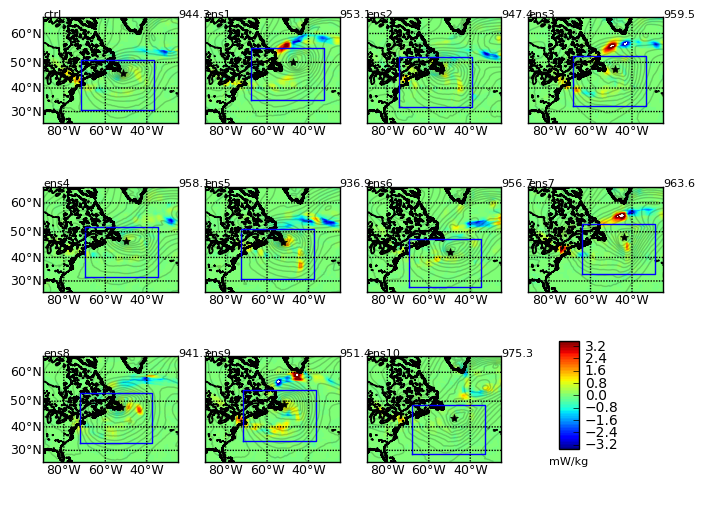 ctrl 944.3 ens1 953.1 ens2 947.4 ens3 959.5
60°N
50°N
40°N
30°N
80°W 60°W 40°W 80°W 60°W 40°W 80°W 60°W 40°W 80°W 60°W 40°W
ens4 958.1 ens5 936.9 ens6 956.7 ens7 963.6
60°N
50°N
40°N
30°N
80°W 60°W 40°W 80°W 60°W 40°W 80°W 60°W 40°W 80°W 60°W 40°W
ens8 941.3 ens9 951.4 ens10 975.3
60°N
50°N
40°N
30°N
80°W 60°W 40°W 80°W 60°W 40°W 80°W 60°W 40°W
3.2
2.4
1.6
0.8
0.0
−0.8
−1.6
−2.4
−3.2
mW/kg